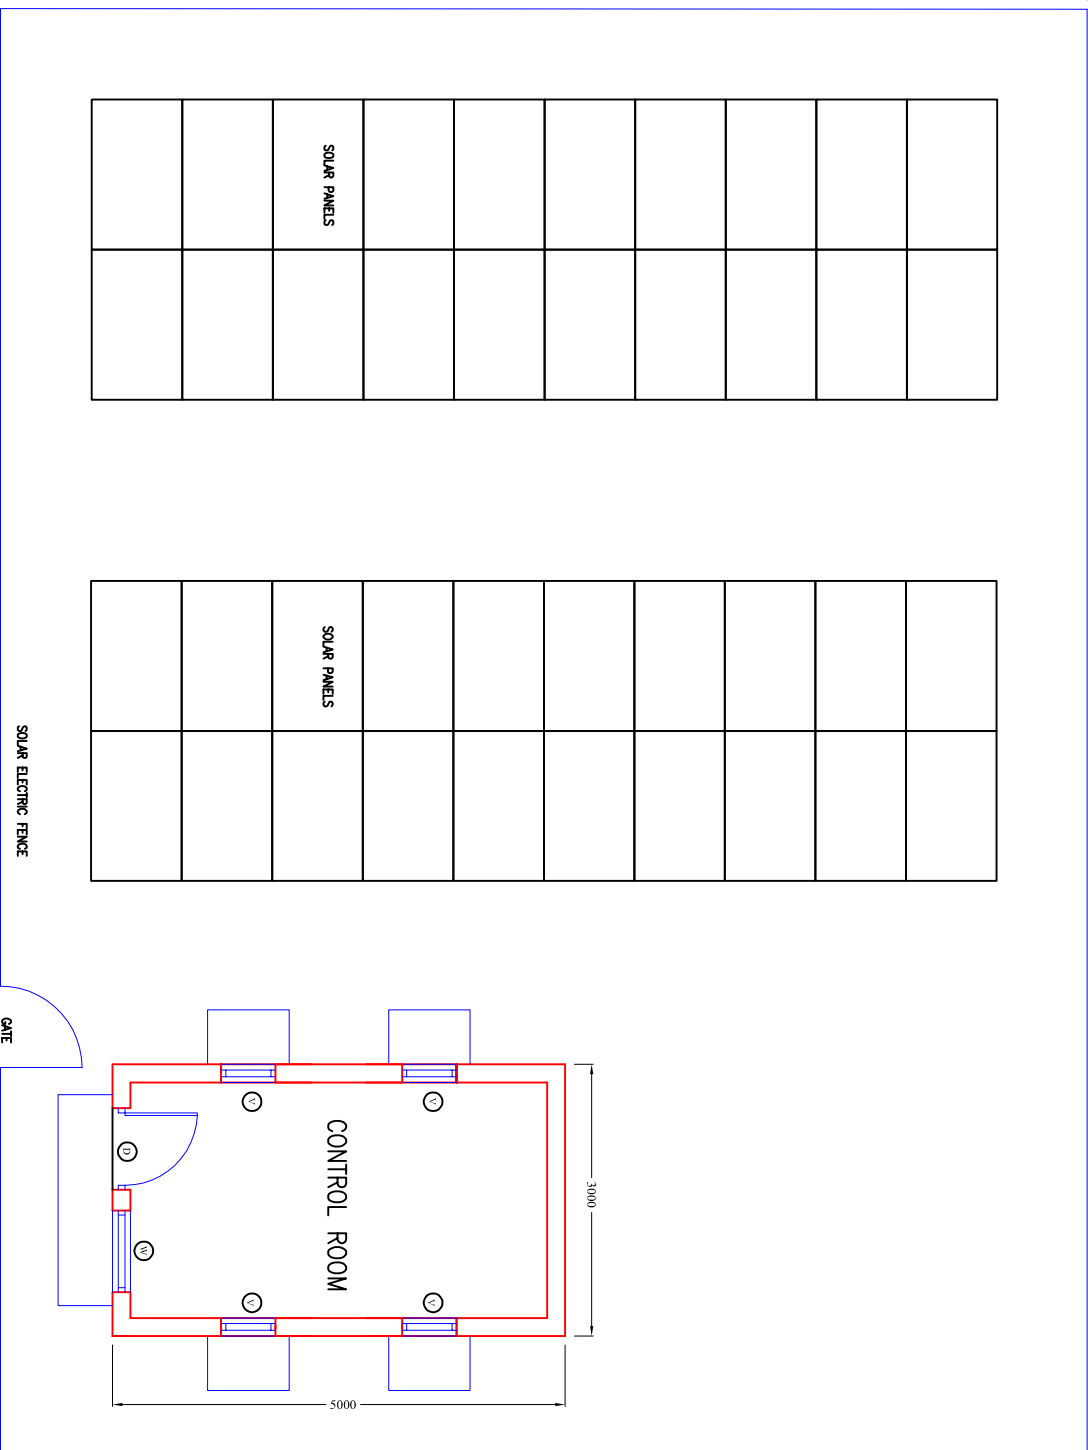 SOLAR PANELS
SOLAR PANELS
SOLAR ELECTRIC FENCE
GATE
CONTROL ROOM
V
V
V
V
D
W
3000
5000